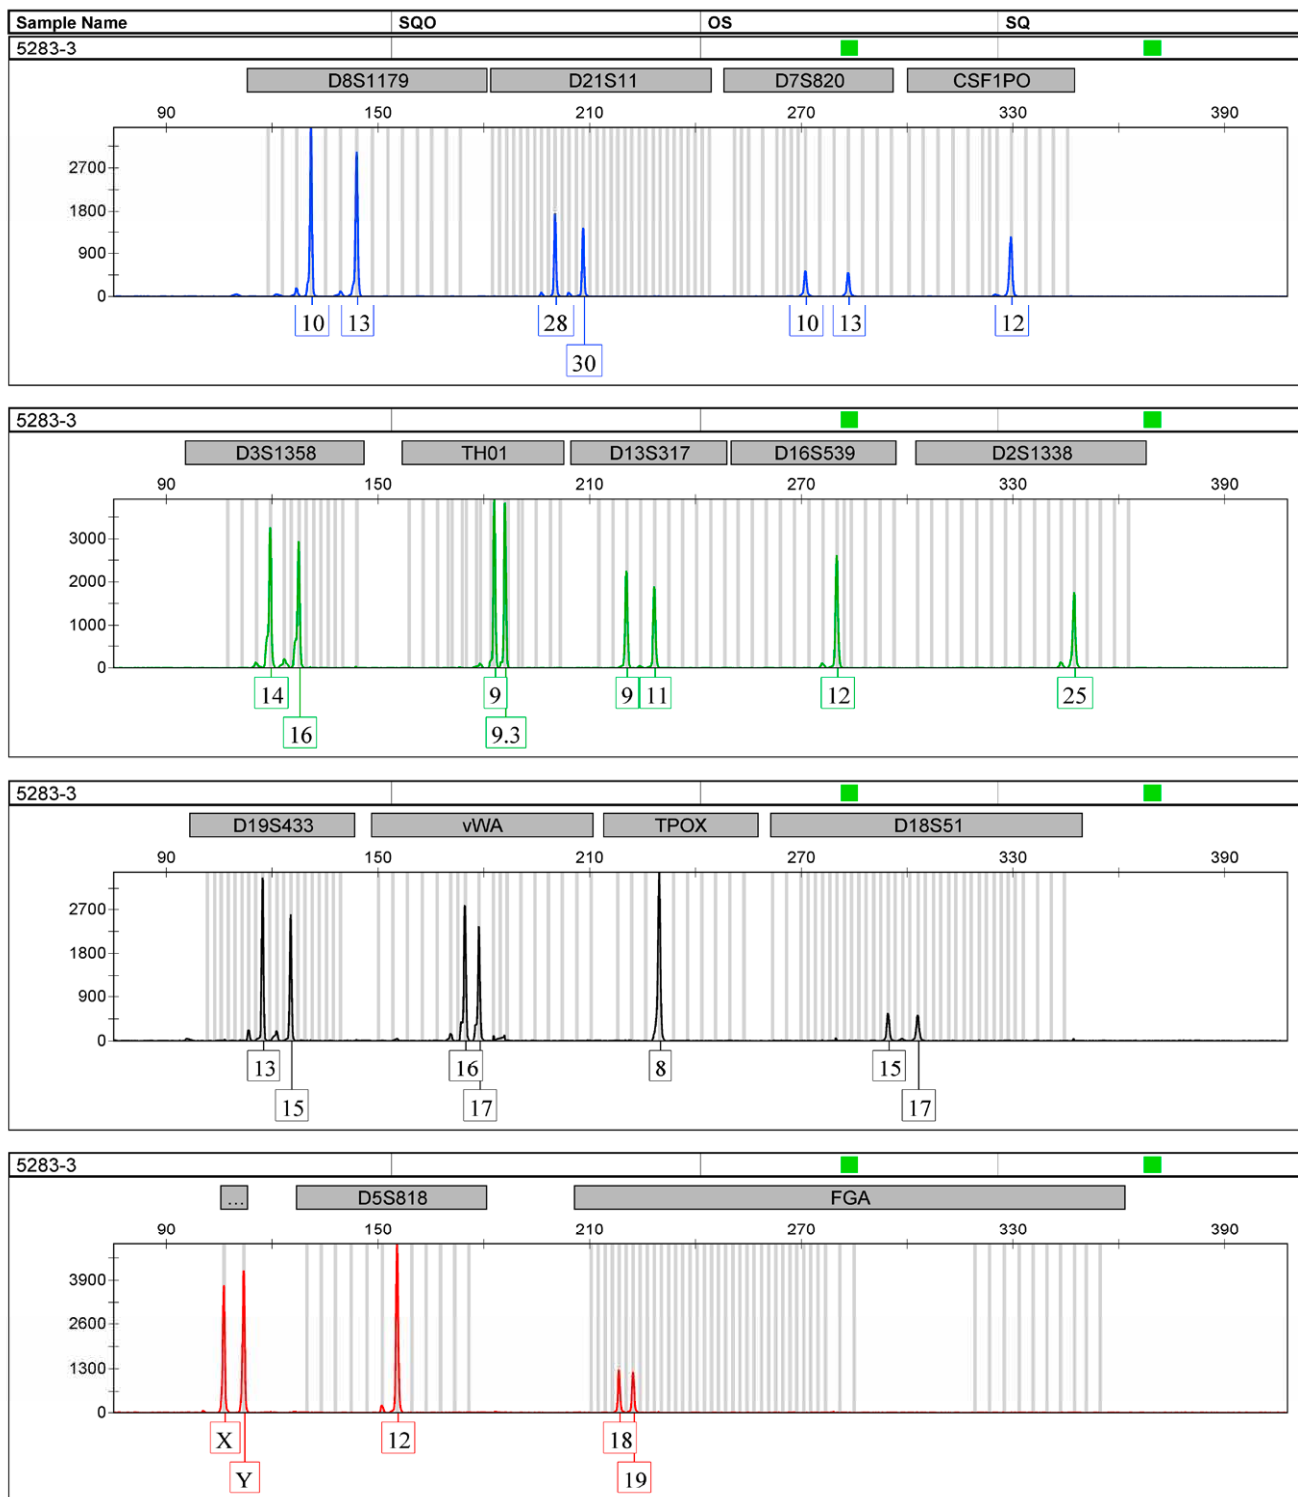 Sample Name SQO OS SQ
5283-3
D8S1179 D21S11 D7S820 CSF1PO
90 150 210 270 330 390
2700
1800
900
0
10 13 28 10 13 12
30
5283-3
D3S1358 TH01 D13S317 D16S539 D2S1338
90 150 210 270 330 390
3000
2000
1000
0
14 9 9 11 12 25
16 9.3
5283-3
D19S433 vWA TPOX D18S51
90 150 210 270 330 390
2700
1800
900
0
13 16 8 15
15 17 17
5283-3
... D5S818 FGA
90 150 210 270 330 390
3900
2600
1300
0
X 12 18
Y 19